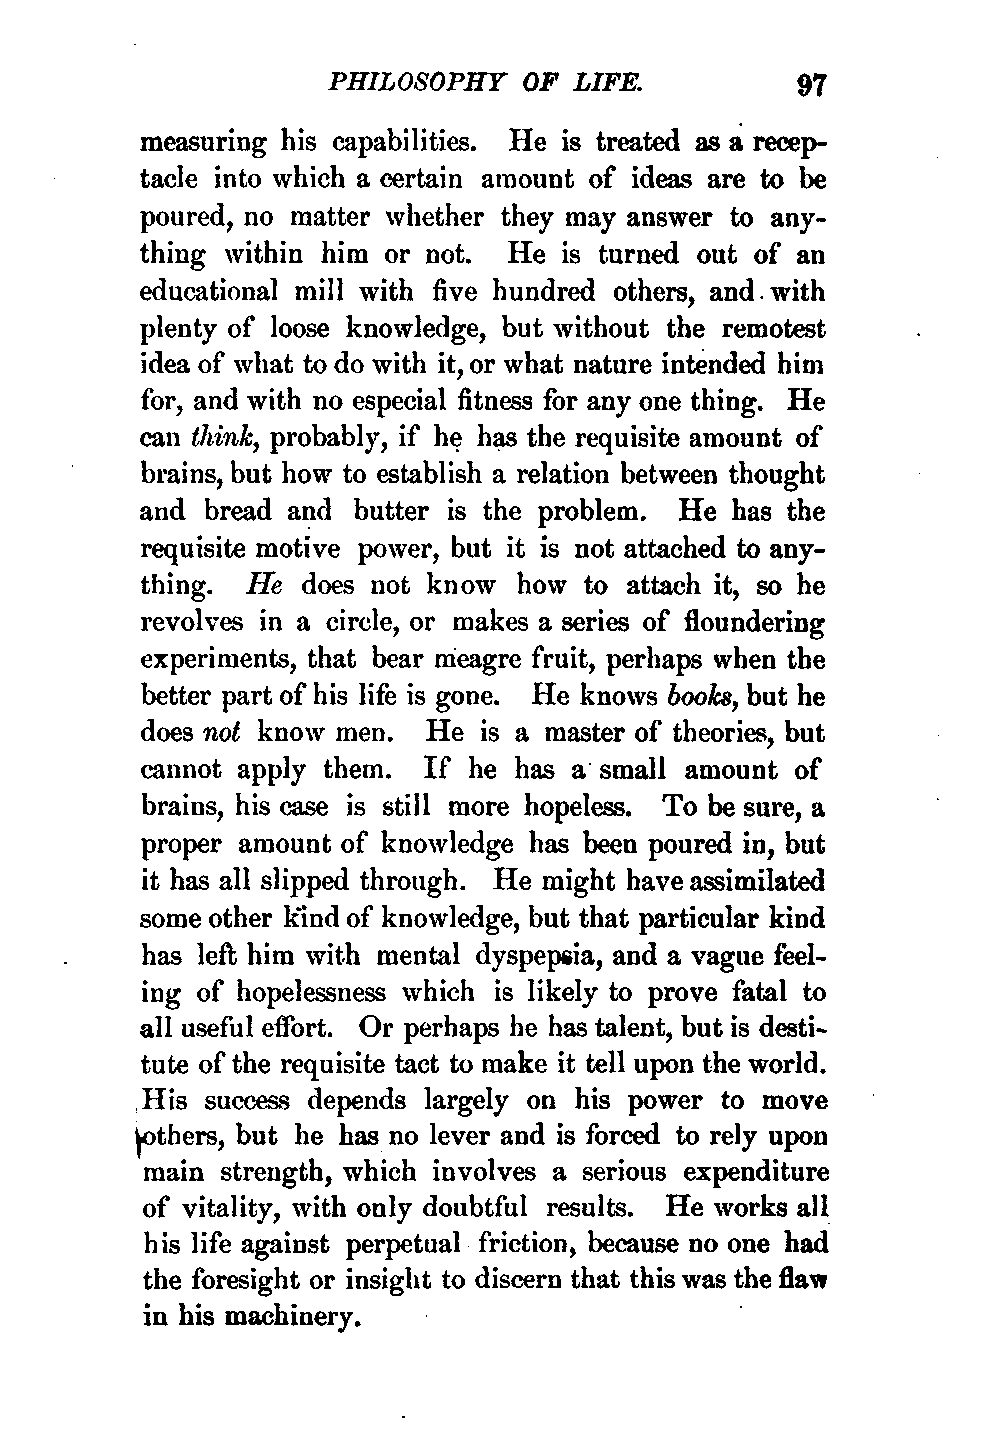 PHILOSOPHY OF LIFE. 97
measuring his capabilities. He is treated as a recep-
tacle into which a certain amount of ideas are to be
poured, no matter whether they may answer to any-
thing within him or not. He is turned out of an
educational mill with five hundred others, and with
plenty of loose knowledge, but without the remotest
idea of what to do with it, or what nature intended him
for, and with no especial fitness for any one thing. He
can think, probably, if he has the requisite amount of
brains, but how to establish a relation between thought
and bread and butter is the problem. He has the
requisite motive power, but it is not attached to any-
thing. He does not know how to attach it, so he
revolves in a circle, or makes a series of floundering
experiments, that bear meagre fruit, perhaps when the
better part of his life is gone. He knows books, but he
does not know men. He is a master of theories, but
cannot apply them. If he has a small amount of
brains, his case is still more hopeless. To be sure, a
proper amount of knowledge has been poured in, but
it has all slipped through. He might have assimilated
some other kind of knowledge, but that particular kind
has left him with mental dyspepsia, and a vague feel-
ing of hopelessness which is likely to prove fatal to
all useful effort. Or perhaps he has talent, but is desti-
tute of the requisite tact to make it tell upon the world.
His success depends largely on his power to move
others, but he has no lever and is forced to rely upon
main strength, which involves a serious expenditure
of vitality, with only doubtful results. He works all
his life against perpetual friction, because no one had
the foresight or insight to discern that this was the flaw
in his machinery.